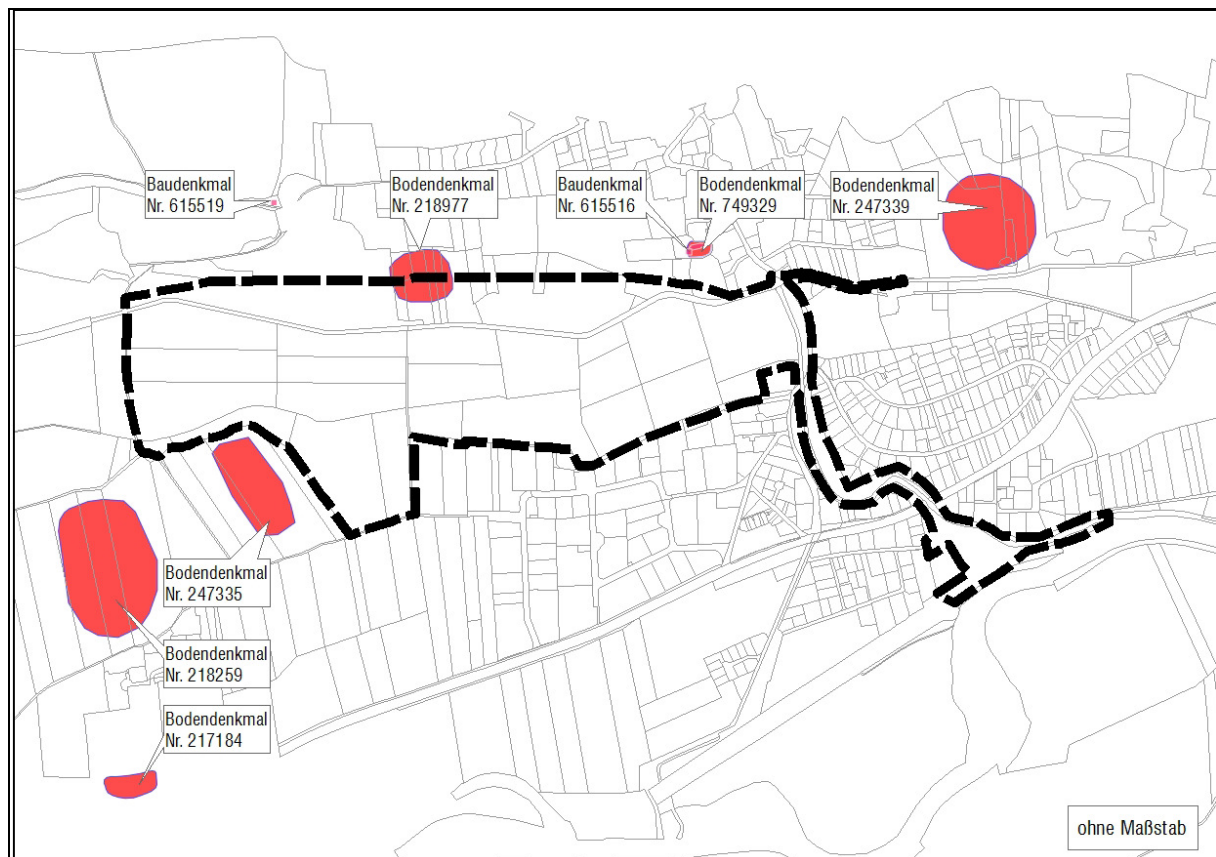 Baudenkmal
Nr. 615519
Bodendenkmal
Nr. 218977
Baudenkmal
Nr. 615516
Bodendenkmal
Nr. 749329
Bodendenkmal
Nr. 247339
Bodendenkmal
Nr. 247335
Bodendenkmal
Nr. 218259
Bodendenkmal
Nr. 217184
ohne Maßstab